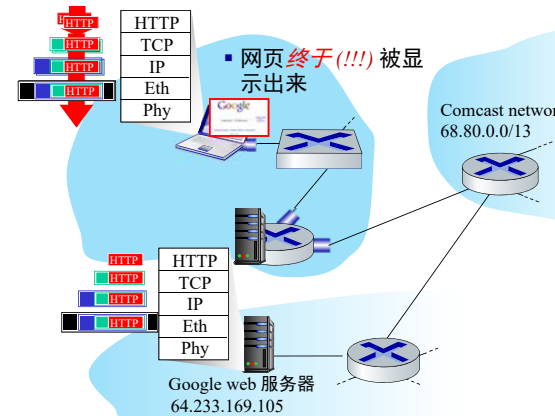 HTTP
HTTP
HTTP
HTTP
HTTP
TCP
IP
Eth
Phy
▪ 网页终于 (!!!) 被显
示出来
Google
Comcast networ
68.80.0.0/13
HTTP
HTTP
HTTP
HTTP
HTTP
TCP
IP
Eth
Phy
Google web 服务器
64.233.169.105